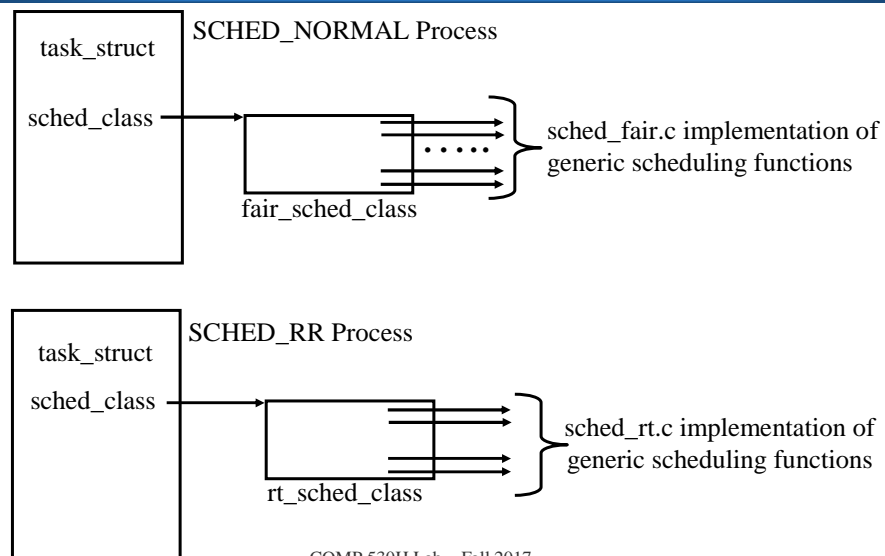 SCHED_NORMAL Process
task_struct
sched_class
sched_fair.c implementation of
generic scheduling functions
fair_sched_class
SCHED_RR Process
task_struct
sched_class
sched_rt.c implementation of
generic scheduling functions
rt_sched_class